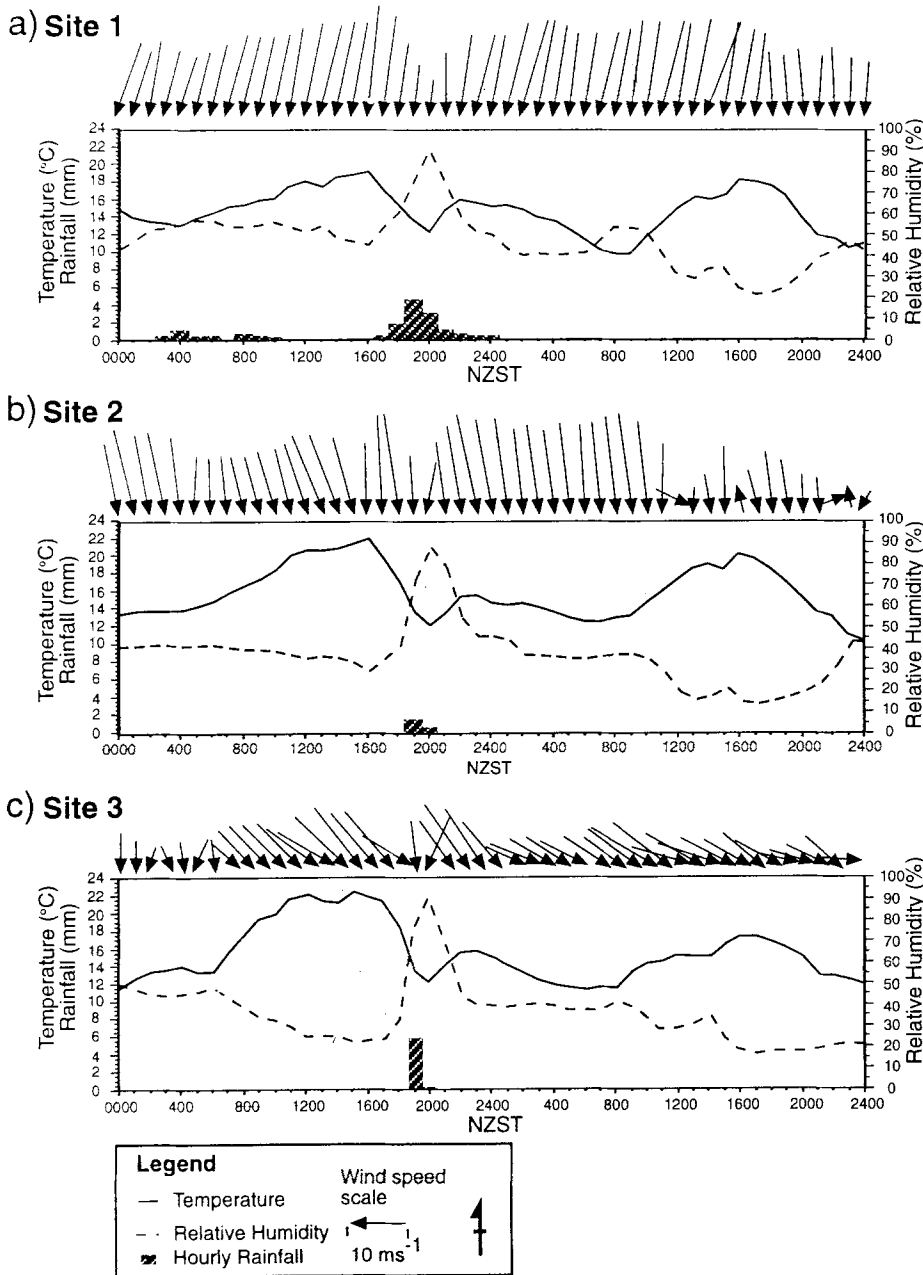 a) Site 1
24
22
20
18
16
14
12
10
8
6
4
2
0
Temperature (°C)
Rainfall (mm)
100
90
80
70
60
50
40
30
20
10
0
Relative Humidity (%)
0000 400 800 1200 1600 2000 2400 400 800 1200 1600 2000 2400
NZST
b) Site 2
24
22
20
18
16
14
12
10
8
6
4
2
0
Temperature (°C)
Rainfall (mm)
100
90
80
70
60
50
40
30
20
10
0
Relative Humidity (%)
0000 400 800 1200 1600 2000 2400 400 800 1200 1600 2000 2400
NZST
c) Site 3
24
22
20
18
16
14
12
10
8
6
4
2
0
Temperature (°C)
Rainfall (mm)
100
90
80
70
60
50
40
30
20
10
0
Relative Humidity (%)
0000 400 800 1200 1600 2000 2400 400 800 1200 1600 2000 2400
NZST
Legend
Temperature
Relative Humidity
Hourly Rainfall
Wind speed
scale
10 ms⁻¹